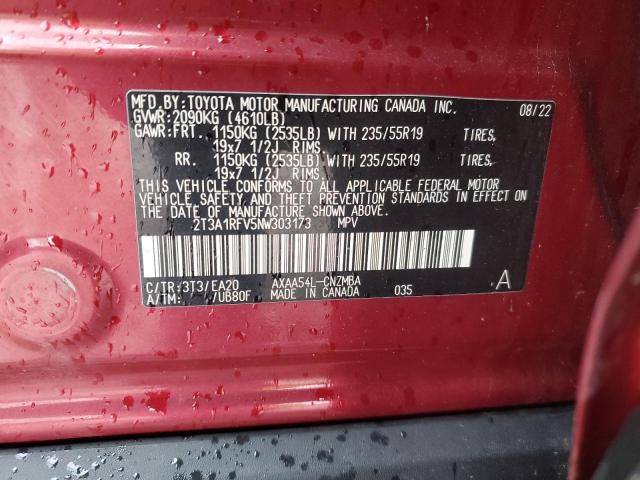 MFD.BY:TOYOTA MOTOR MANUFACTURING CANADA INC. 08/22
GVWR:2090KG (4610LB)
GAWR:FRT. 1150KG (2535LB) WITH 235/55R19 TIRES,
19x7 1/2J RIMS,
RR. 1150KG (2535LB) WITH 235/55R19 TIRES,
19x7 1/2J RIMS.
THIS VEHICLE CONFORMS TO ALL APPLICABLE FEDERAL MOTOR
VEHICLE SAFETY AND THEFT PREVENTION STANDARDS IN EFFECT ON
THE DATE OF MANUFACTURE SHOWN ABOVE.
2T3A1RFV5NW303173 MPV
C/TR:3T3/EA20 AXAA54L-CNZMBA A
A/TM: /UB80F MADE IN CANADA 035